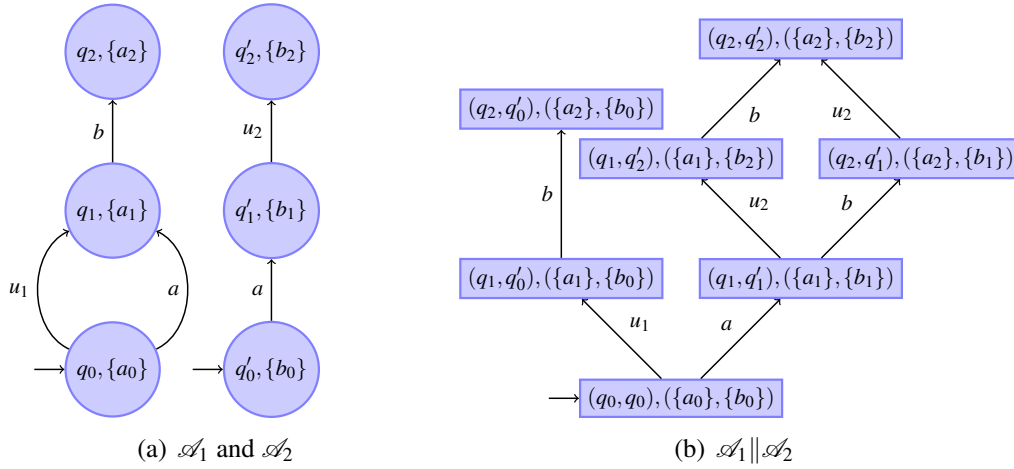 q₂, {a₂}
q′₂, {b₂}
b
u₂
q₁, {a₁}
q′₁, {b₁}
u₁
a
a
q₀, {a₀}
q′₀, {b₀}
(a) 𝒜₁ and 𝒜₂
(q₂, q′₂), ({a₂}, {b₂})
b
u₂
(q₂, q′₀), ({a₂}, {b₀})
(q₁, q′₂), ({a₁}, {b₂})
(q₂, q′₁), ({a₂}, {b₁})
b
u₂
b
(q₁, q′₀), ({a₁}, {b₀})
(q₁, q′₁), ({a₁}, {b₁})
u₁
a
(q₀, q₀), ({a₀}, {b₀})
(b) 𝒜₁∥𝒜₂